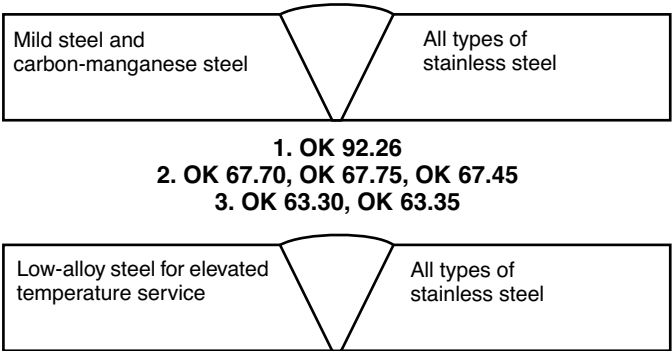 Mild steel and
carbon-manganese steel
All types of
stainless steel
1. OK 92.26
2. OK 67.70, OK 67.75, OK 67.45
3. OK 63.30, OK 63.35
Low-alloy steel for elevated
temperature service
All types of
stainless steel